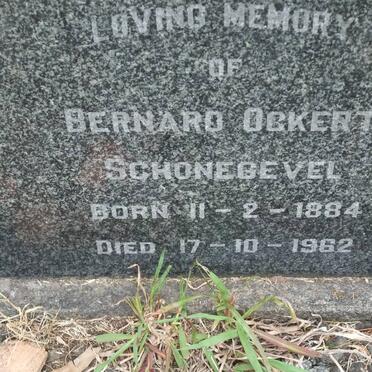 LOVING MEMORY
OF
BERNARD OCKERT
SCHONEGEVEL
BORN 11-2-1884
DIED 17-10-1962